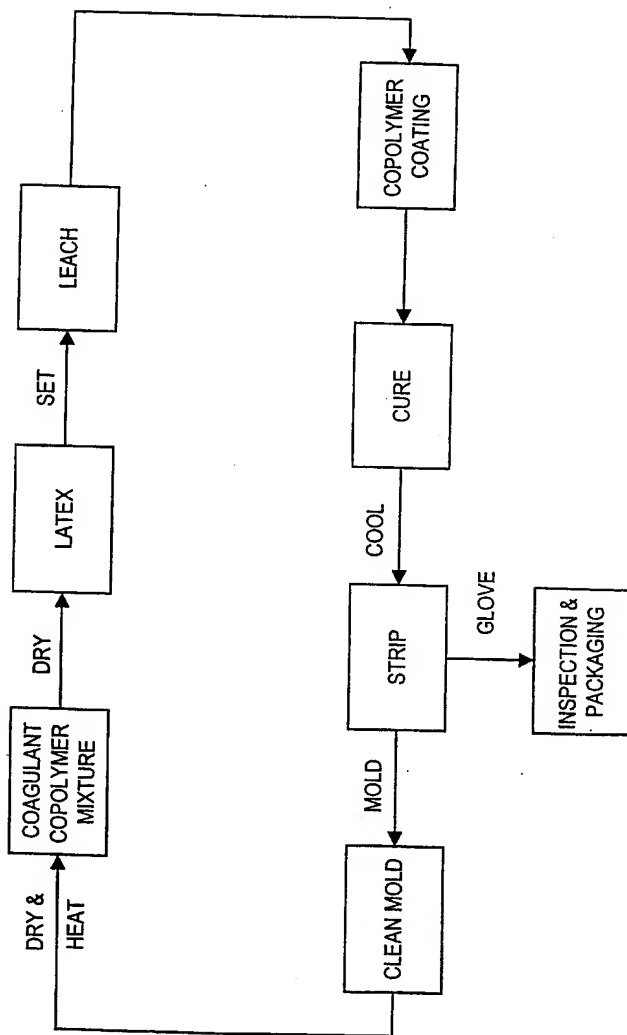 DRY &
HEAT
COAGULANT
COPOLYMER
MIXTURE
DRY
LATEX
SET
LEACH
COPOLYMER
COATING
CURE
COOL
STRIP
GLOVE
INSPECTION &
PACKAGING
MOLD
CLEAN MOLD